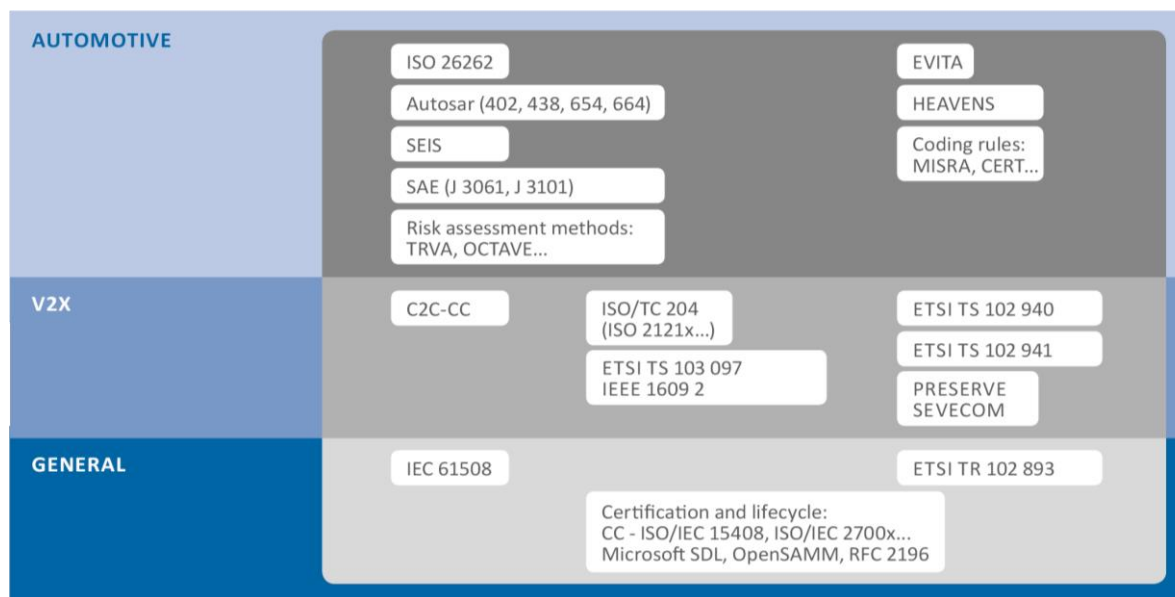 AUTOMOTIVE
ISO 26262
EVITA
Autosar (402, 438, 654, 664)
HEAVENS
SEIS
Coding rules:
MISRA, CERT...
SAE (J 3061, J 3101)
Risk assessment methods:
TRVA, OCTAVE...
V2X
C2C-CC
ISO/TC 204
(ISO 2121x...)
ETSI TS 102 940
ETSI TS 102 941
ETSI TS 103 097
IEEE 1609 2
PRESERVE
SEVECOM
GENERAL
IEC 61508
ETSI TR 102 893
Certification and lifecycle:
CC - ISO/IEC 15408, ISO/IEC 2700x...
Microsoft SDL, OpenSAMM, RFC 2196